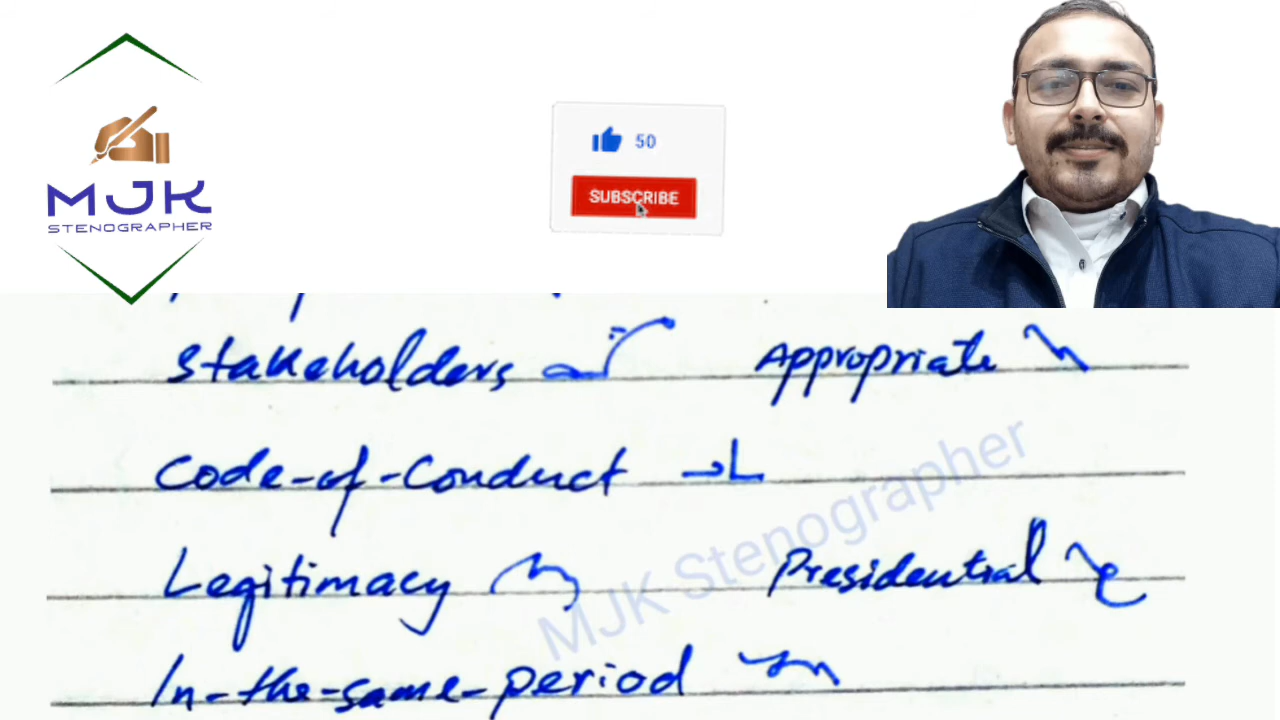 MJK
STENOGRAPHER
50
SUBSCRIBE
Stakeholders Appropriate
Code-of-Conduct
Legitimacy Presidential
In-the-same-period
MJK Stenographer